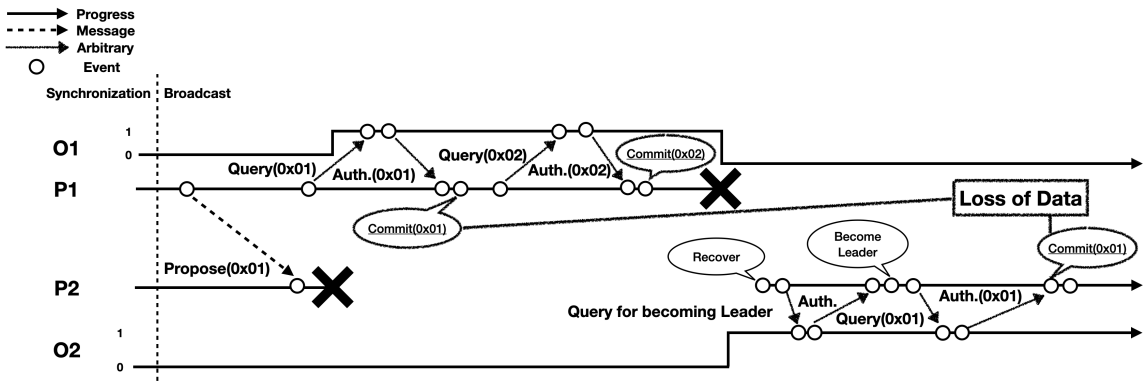 Progress
Message
Arbitrary
Event
Synchronization
Broadcast
O1
1
0
Query(0x01)
Auth.(0x01)
Query(0x02)
Auth.(0x02)
Commit(0x02)
P1
Commit(0x01)
Loss of Data
Propose(0x01)
P2
Recover
Become
Leader
Commit(0x01)
Query for becoming Leader
Auth.
Query(0x01)
Auth.(0x01)
O2
1
0